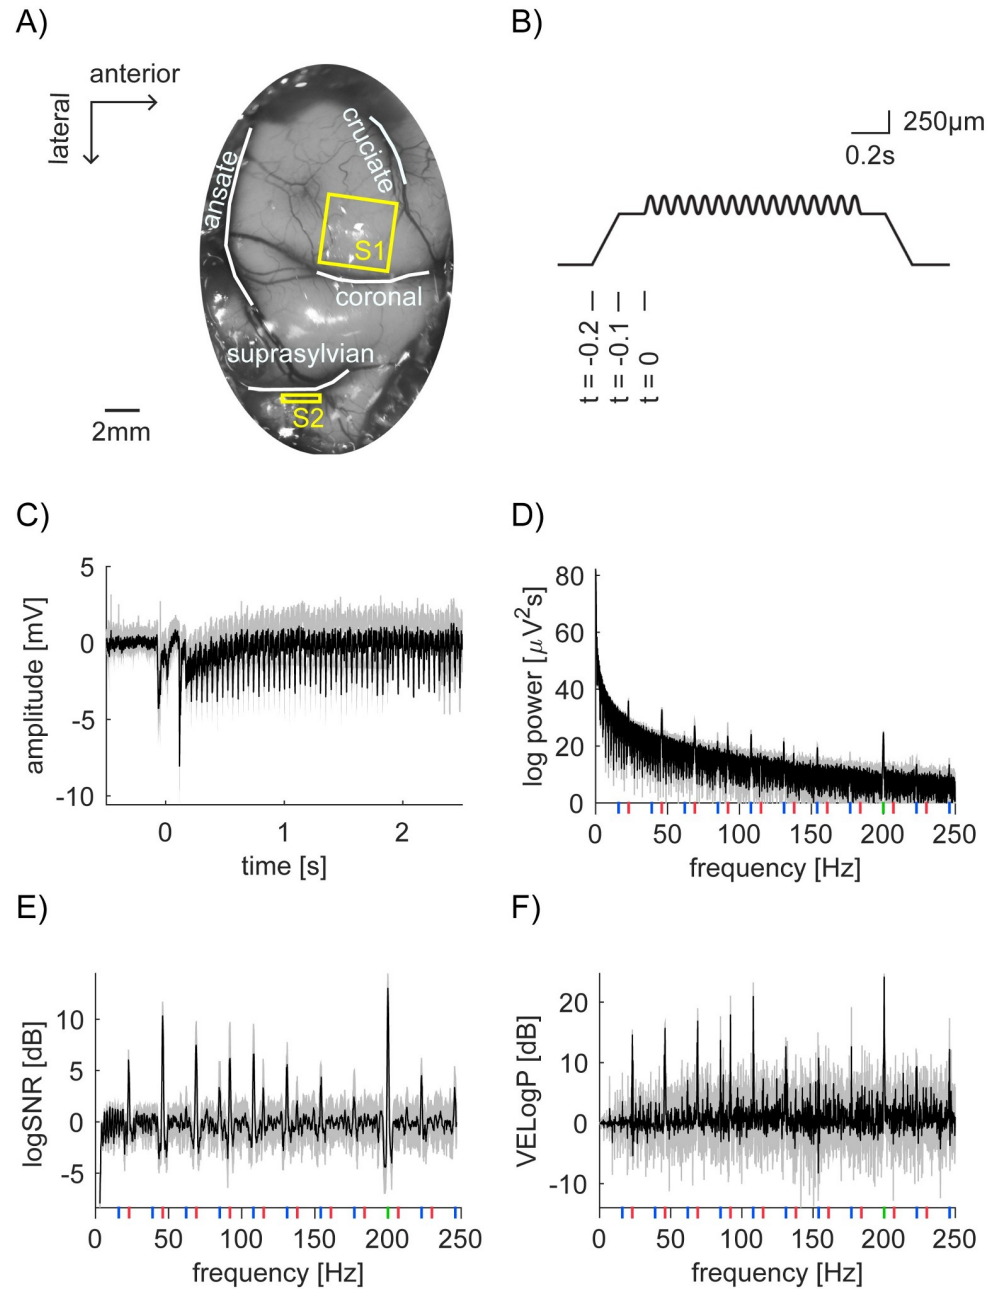 A)
anterior
lateral
ansate
cruciate
S1
coronal
suprasylvian
S2
2mm
B)
250μm
0.2s
t = -0.2
t = -0.1
t = 0
C)
5
0
-5
-10
amplitude [mV]
0 1 2
time [s]
D)
80
60
40
20
0
log power [μV²s]
0 50 100 150 200 250
frequency [Hz]
E)
10
5
0
-5
logSNR [dB]
0 50 100 150 200 250
frequency [Hz]
F)
20
10
0
-10
VELogP [dB]
0 50 100 150 200 250
frequency [Hz]